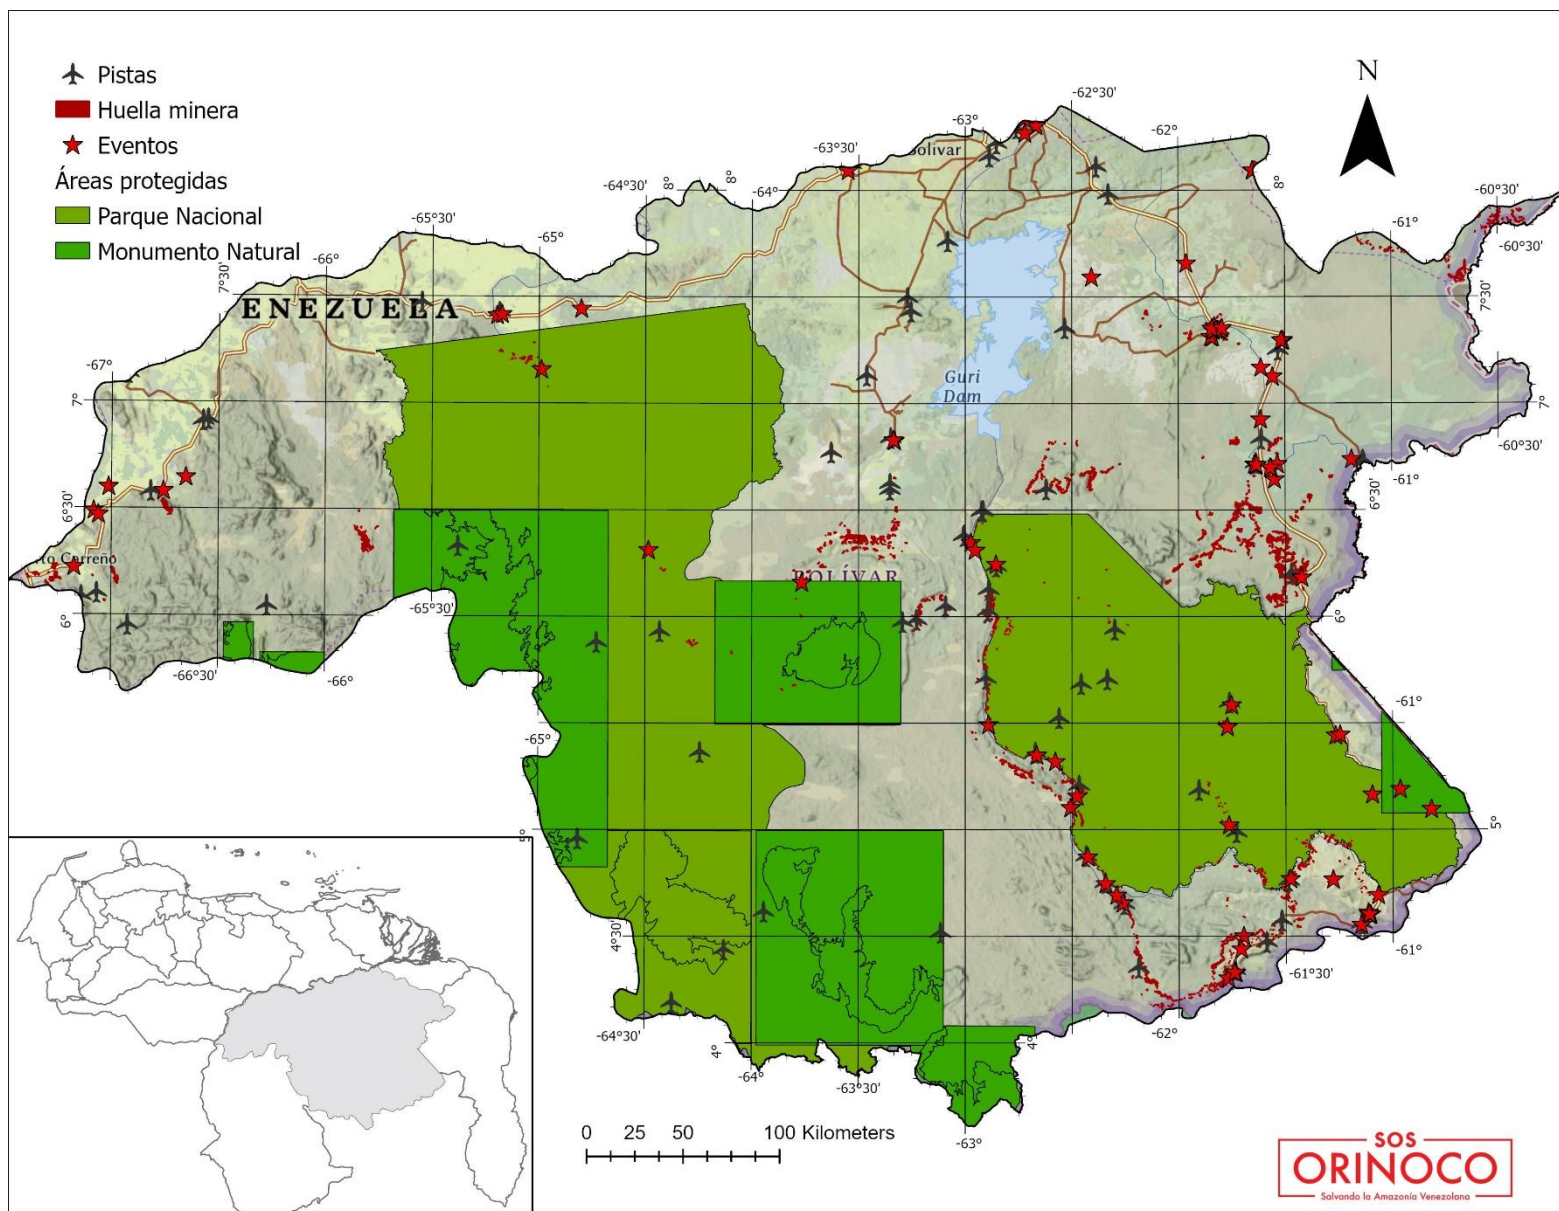 Pistas
Huella minera
Eventos
Áreas protegidas
Parque Nacional
Monumento Natural
N
-62°30'
-63°
-62°
-63°30'
Bolívar
-64°30'
8°
8°
-64°
8°
-60°30'
-65°30'
-61°
-60°30'
-65°
7°30'
-66°
ENEZUELA
7°30'
-67°
Guri
Dam
7°
7°
-60°30'
-61°
6°30'
6°30'
rto Carreño
BOLÍVAR
6°
-65°30'
6°
-66°30'
-66°
-61°
-65°
5°
5°
4°30'
-61°
-61°30'
-64°30'
-62°
4°
4°
-64°
-63°30'
-63°
0 25 50 100 Kilometers
SOS
ORINOCO
Salvando la Amazonía Venezolana